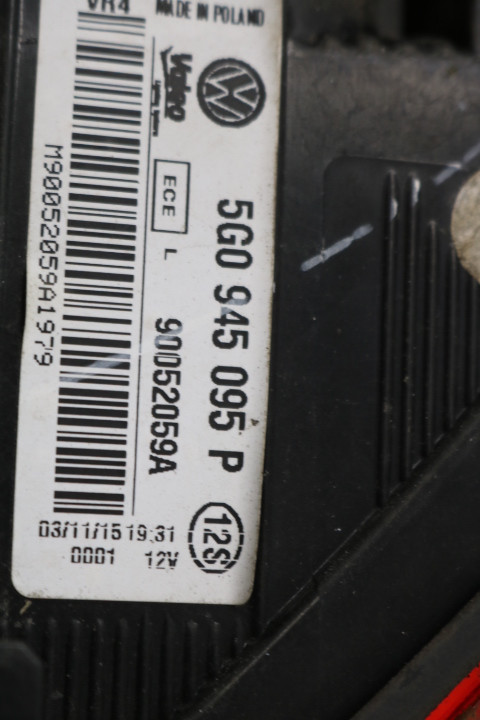 VR4
MADE IN POLAND
VW
Valeo
5G0 945 095 P
ECE L
90052059A
M90052059A1979
12S
03/11/15 19:31
0001 12V